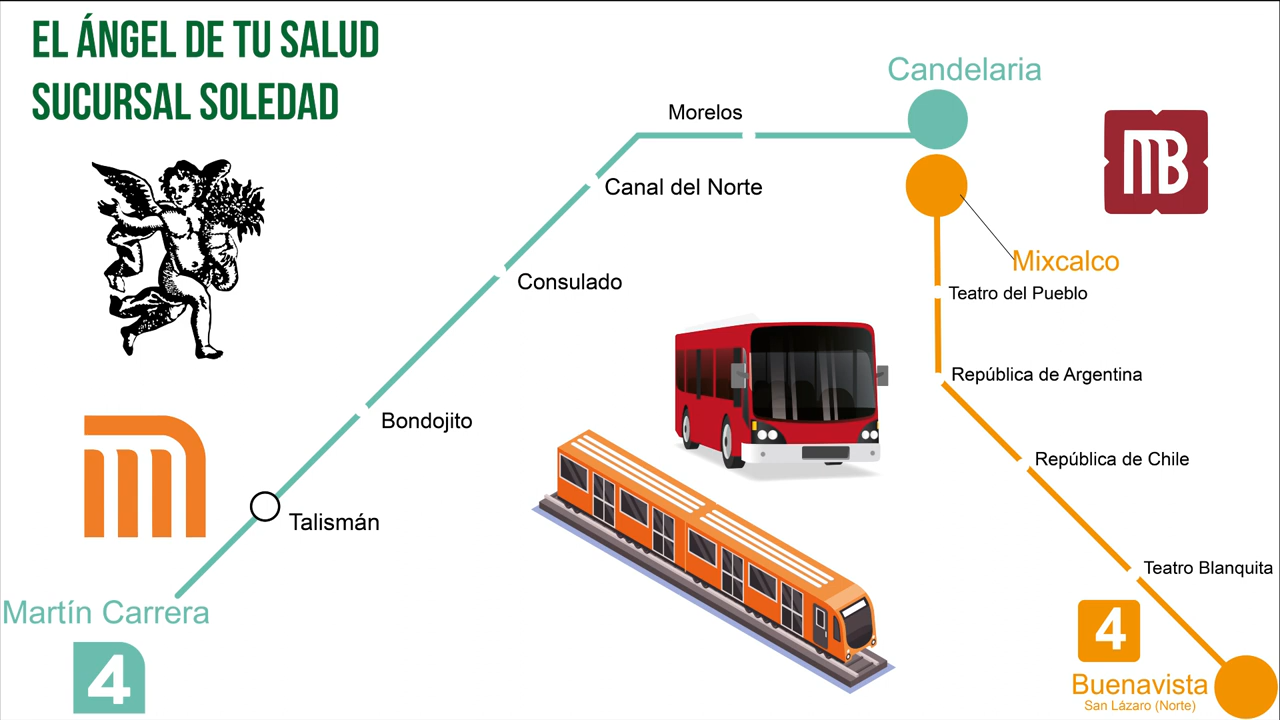 EL ÁNGEL DE TU SALUD
SUCURSAL SOLEDAD
Candelaria
Morelos
MB
Canal del Norte
Mixcalco
Consulado
Teatro del Pueblo
República de Argentina
Bondojito
República de Chile
Talismán
Teatro Blanquita
Martín Carrera
4
4
Buenavista
San Lázaro (Norte)